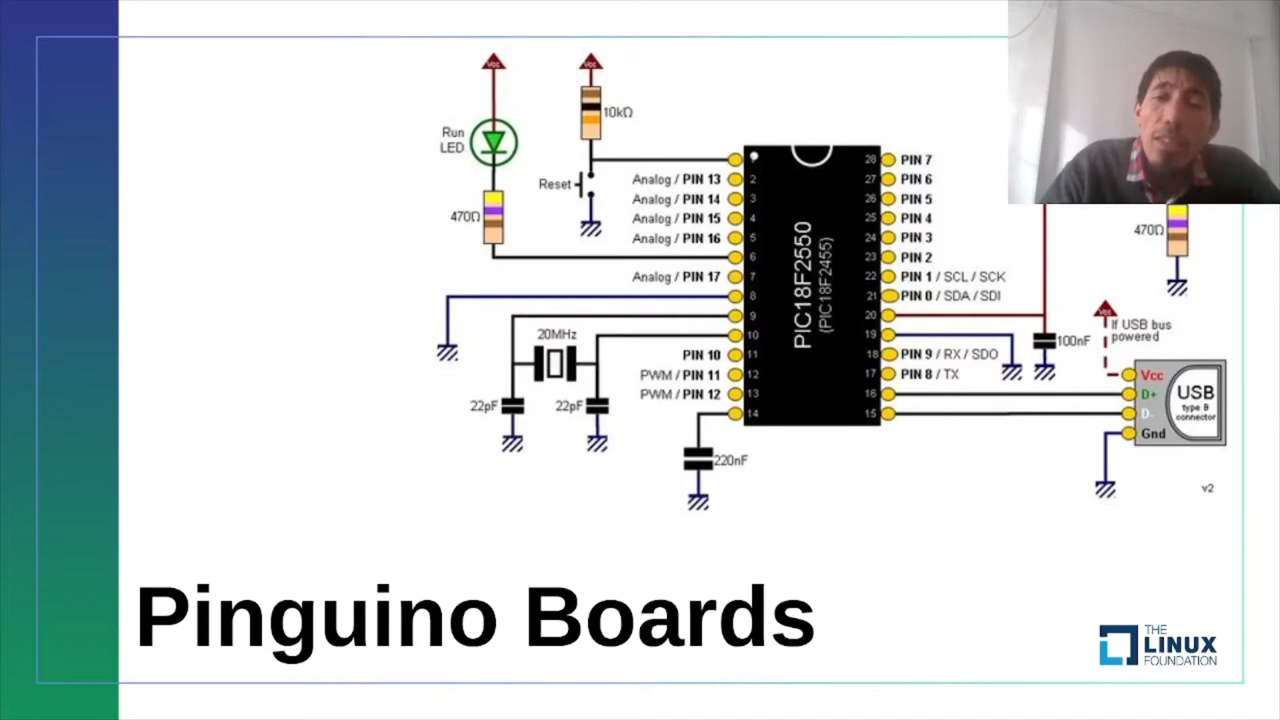 Vcc
Vcc
10kΩ
Run
LED
Reset
470Ω
Analog / PIN 13
Analog / PIN 14
Analog / PIN 15
Analog / PIN 16
Analog / PIN 17
20MHz
22pF
22pF
PIN 10
PWM / PIN 11
PWM / PIN 12
220nF
2
3
4
5
6
7
8
9
10
11
12
13
14
PIC18F2550
(PIC18F2455)
28
27
26
25
24
23
22
21
20
19
18
17
16
15
PIN 7
PIN 6
PIN 5
PIN 4
PIN 3
PIN 2
PIN 1 / SCL / SCK
PIN 0 / SDA / SDI
PIN 9 / RX / SDO
PIN 8 / TX
470Ω
Vcc
If USB bus
powered
100nF
Vcc
D+
D-
Gnd
USB
type B
connector
v2
Pinguino Boards
THE
LINUX
FOUNDATION